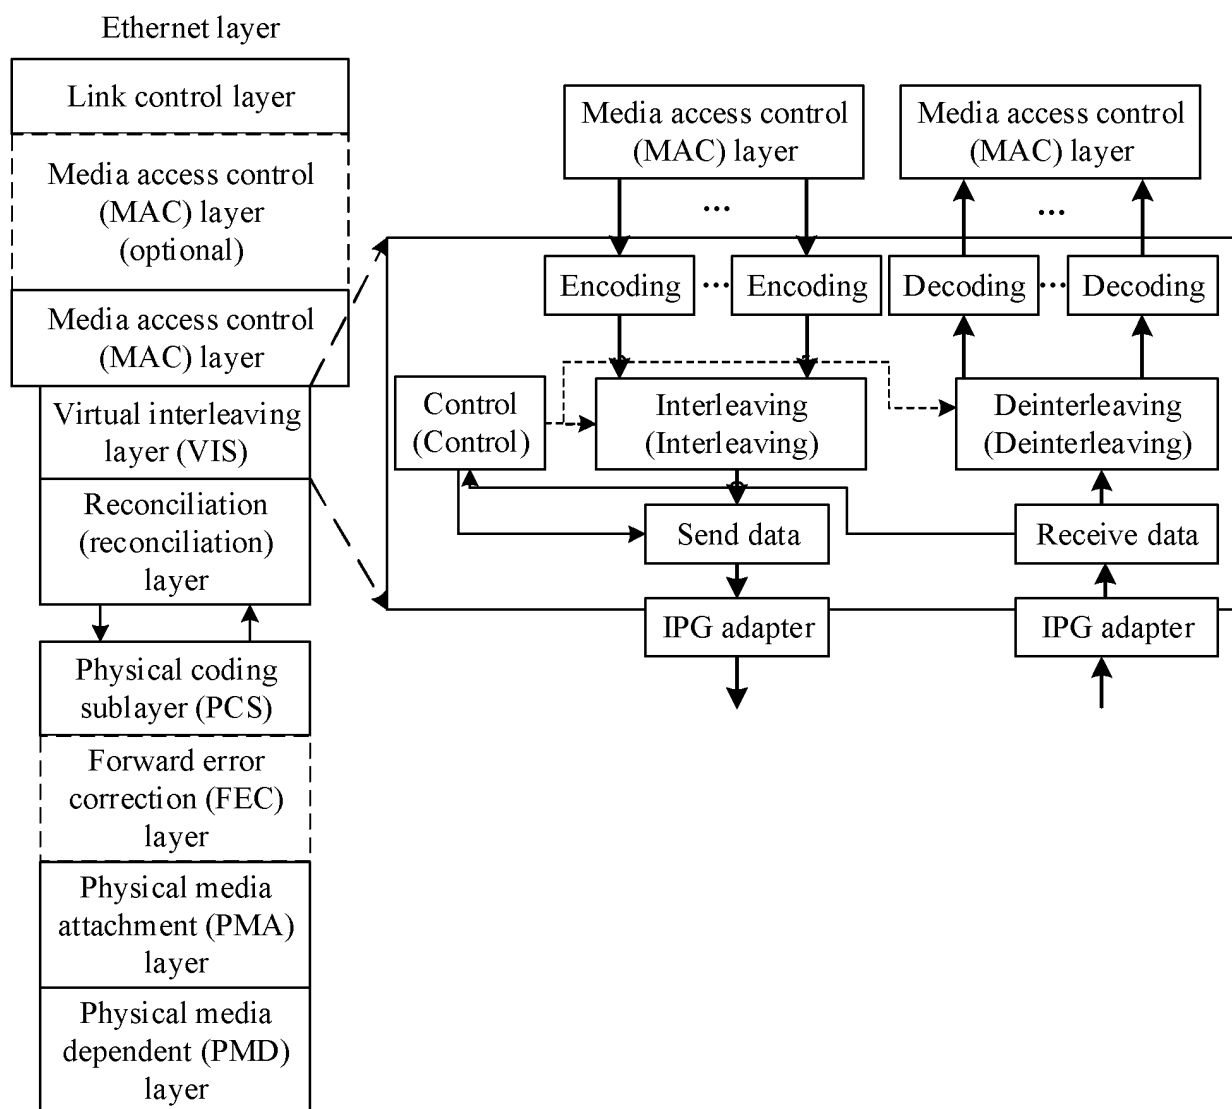 Ethernet layer
Link control layer
Media access control
(MAC) layer
(optional)
Media access control
(MAC) layer
Virtual interleaving
layer (VIS)
Reconciliation
(reconciliation)
layer
Physical coding
sublayer (PCS)
Forward error
correction (FEC)
layer
Physical media
attachment (PMA)
layer
Physical media
dependent (PMD)
layer
Media access control
(MAC) layer
Media access control
(MAC) layer
...
...
Encoding
...
Encoding
Decoding
...
Decoding
Control
(Control)
Interleaving
(Interleaving)
Deinterleaving
(Deinterleaving)
Send data
Receive data
IPG adapter
IPG adapter